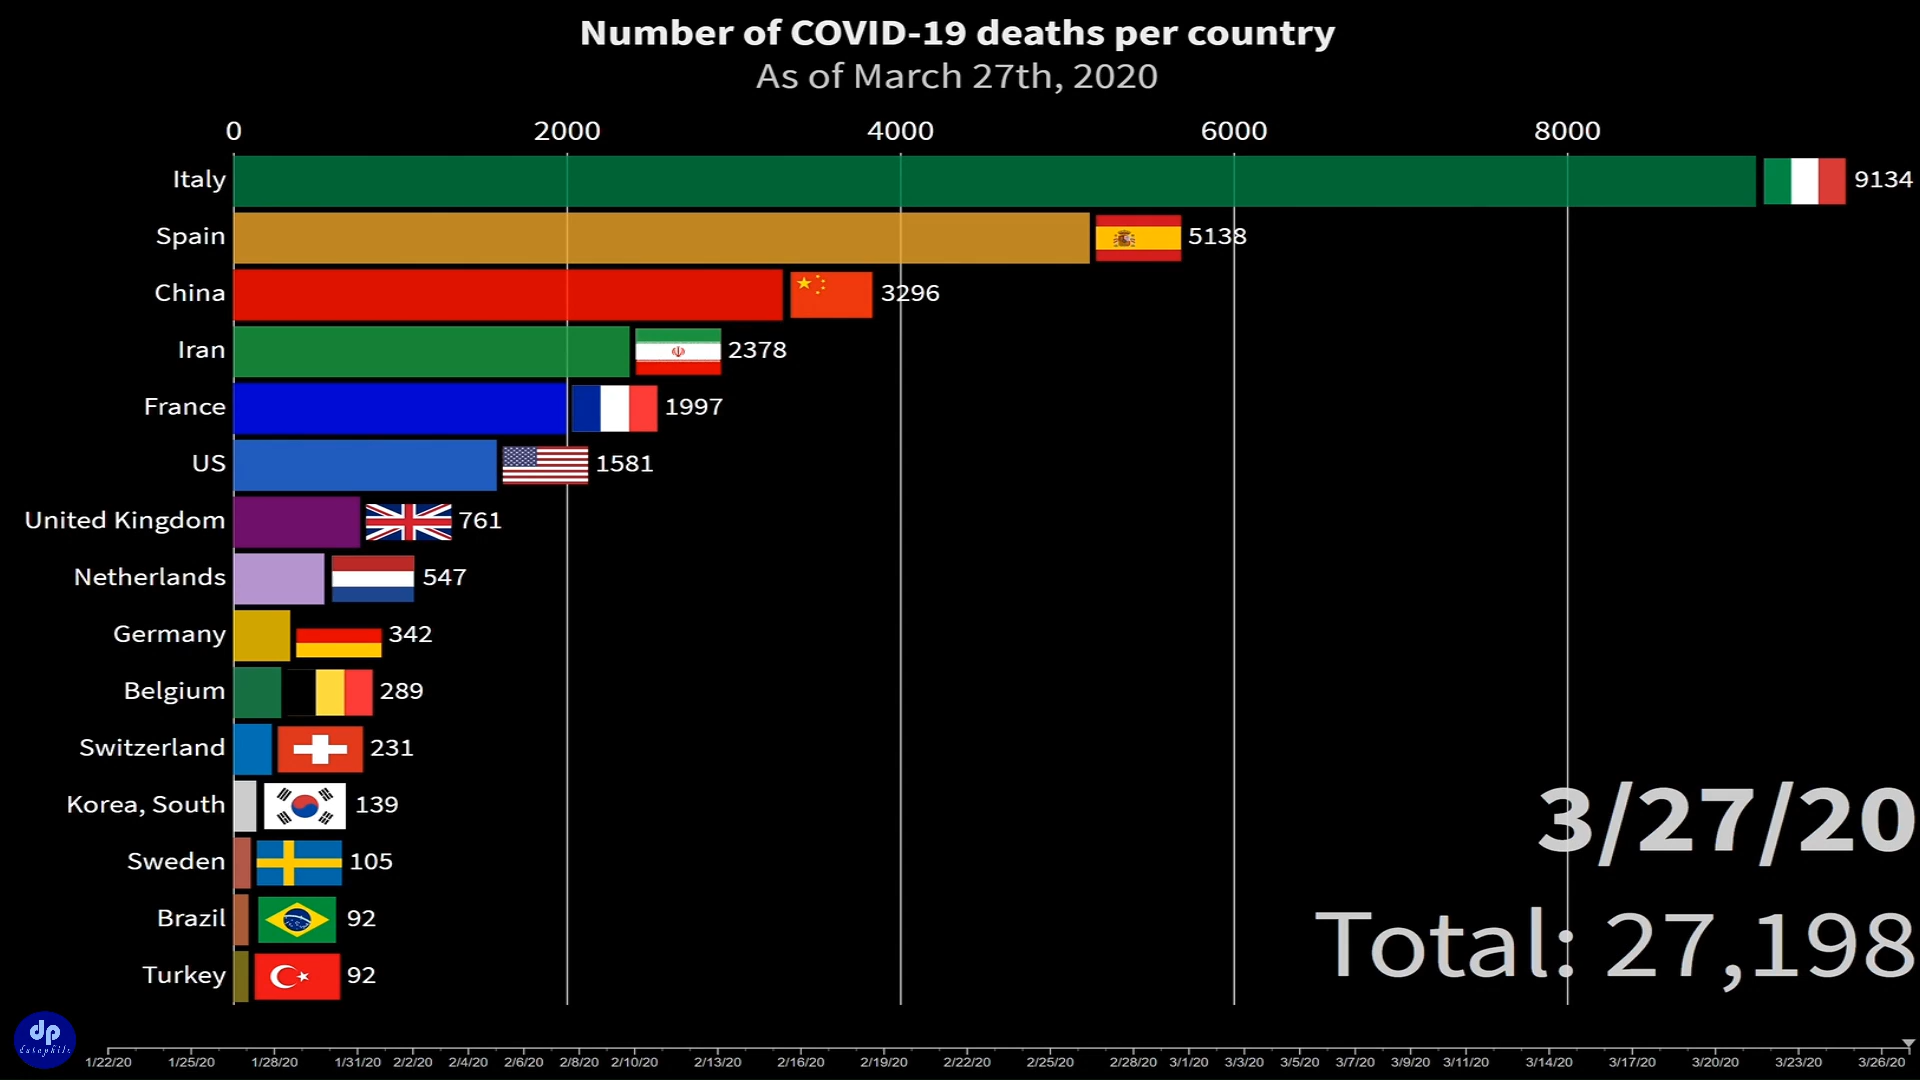 Number of COVID-19 deaths per country
As of March 27th, 2020
0 2000 4000 6000 8000
Italy 9134
Spain 5138
China 3296
Iran 2378
France 1997
US 1581
United Kingdom 761
Netherlands 547
Germany 342
Belgium 289
Switzerland 231
Korea, South 139
Sweden 105
Brazil 92
Turkey 92
3/27/20
Total: 27,198
dp
1/22/20 1/25/20 1/28/20 1/31/20 2/2/20 2/4/20 2/6/20 2/8/20 2/10/20 2/13/20 2/16/20 2/19/20 2/22/20 2/25/20 2/28/20 3/1/20 3/3/20 3/5/20 3/7/20 3/9/20 3/11/20 3/14/20 3/17/20 3/20/20 3/23/20 3/26/20